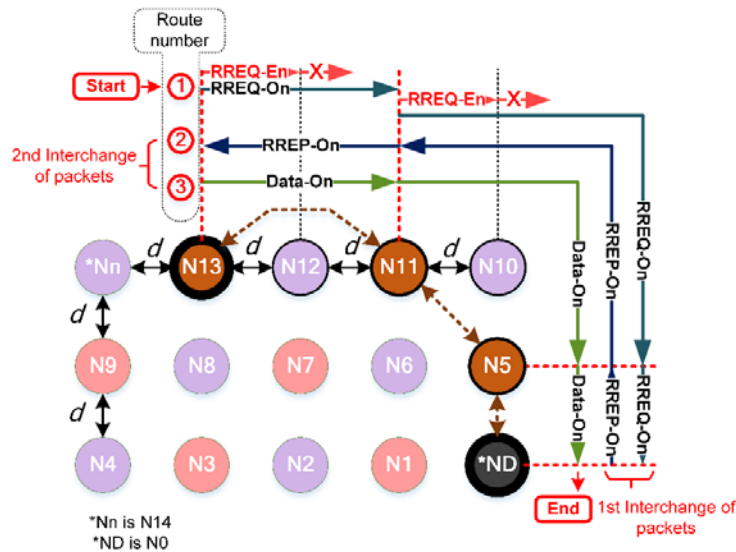 Route
number
RREQ-En X
Start 1 RREQ-On
RREQ-En X
2 RREP-On
2nd Interchange
of packets
3 Data-On
RREQ-On
RREP-On
Data-On
d d d d
*Nn N13 N12 N11 N10
d
N9 N8 N7 N6 N5
d
Data-On
RREP-On
RREQ-On
N4 N3 N2 N1 *ND
End 1st Interchange of
packets
*Nn is N14
*ND is N0